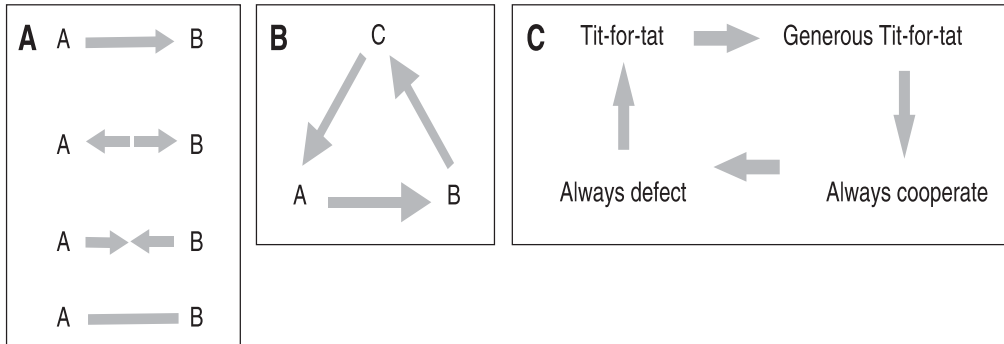 A
A B
A B
A B
A B
B
C
A B
C
Tit-for-tat Generous Tit-for-tat
Always defect Always cooperate